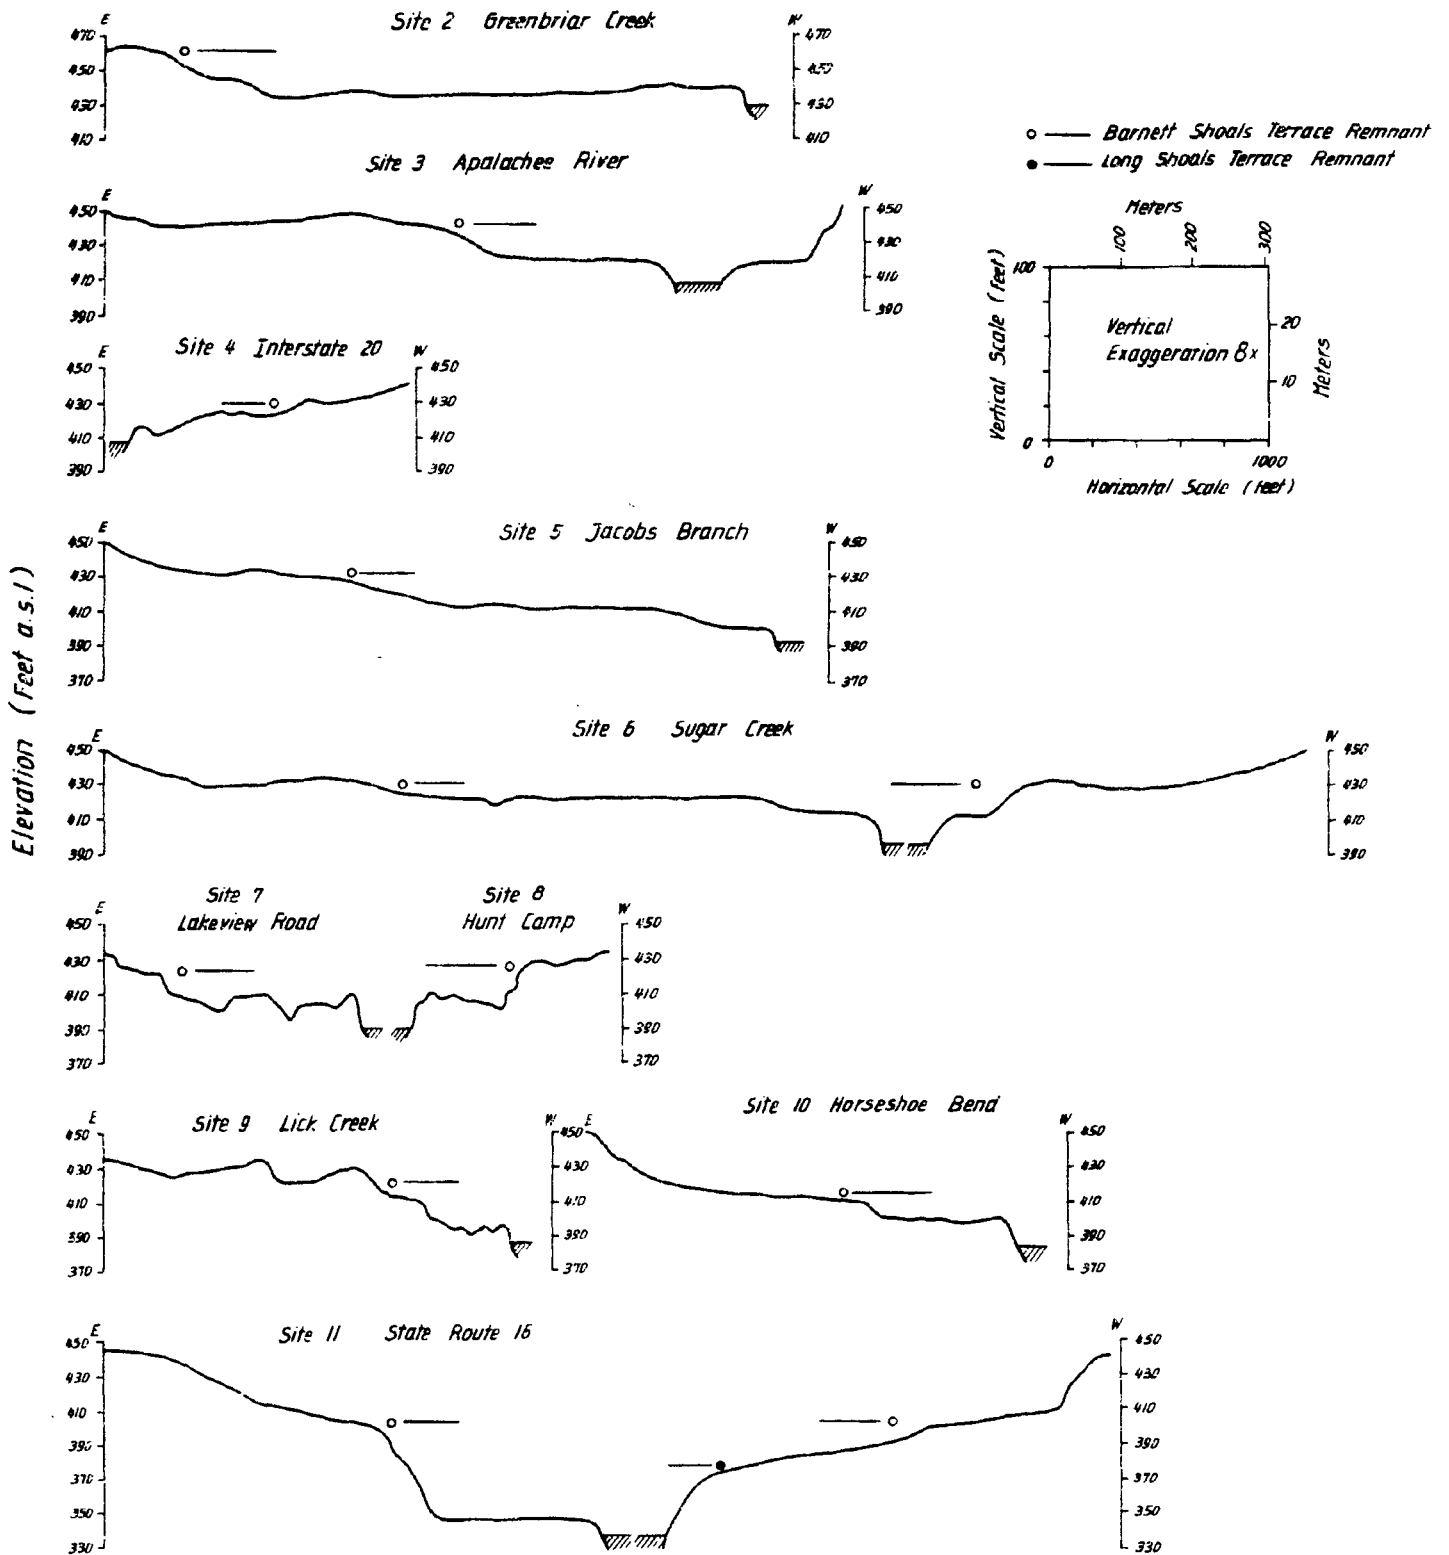 Site 2 Greenbriar Creek
E
W
470
450
430
410
470
450
430
410
Site 3 Apalachee River
E
W
450
430
410
390
450
430
410
390
Barnett Shoals Terrace Remnant
Long Shoals Terrace Remnant
Meters
100
200
300
Vertical Scale (Feet)
100
0
Vertical
Exaggeration 8x
20
10
Meters
0
1000
Horizontal Scale (Feet)
Site 4 Interstate 20
E
W
450
430
410
390
450
430
410
390
Site 5 Jacobs Branch
E
W
450
430
410
390
370
450
430
410
390
370
Elevation (Feet a.s.l)
Site 6 Sugar Creek
E
W
450
430
410
390
450
430
410
390
Site 7
Lakeview Road
Site 8
Hunt Camp
E
W
450
430
410
390
370
450
430
410
390
370
Site 9 Lick Creek
E
W
450
430
410
390
370
450
430
410
390
370
Site 10 Horseshoe Bend
E
W
450
430
410
390
370
Site 11 State Route 16
E
W
450
430
410
390
370
350
330
450
430
410
390
370
350
330